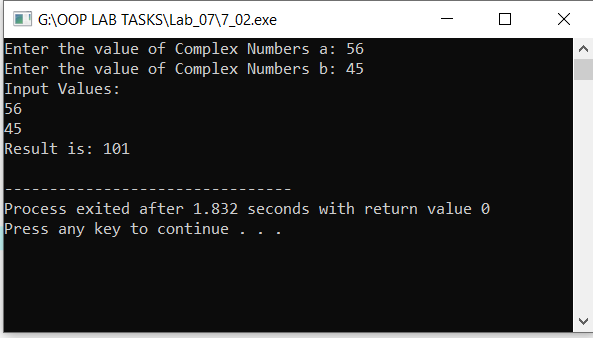 G:\OOP LAB TASKS\Lab_07\7_02.exe
Enter the value of Complex Numbers a: 56
Enter the value of Complex Numbers b: 45
Input Values:
56
45
Result is: 101
--------------------------------
Process exited after 1.832 seconds with return value 0
Press any key to continue . . .